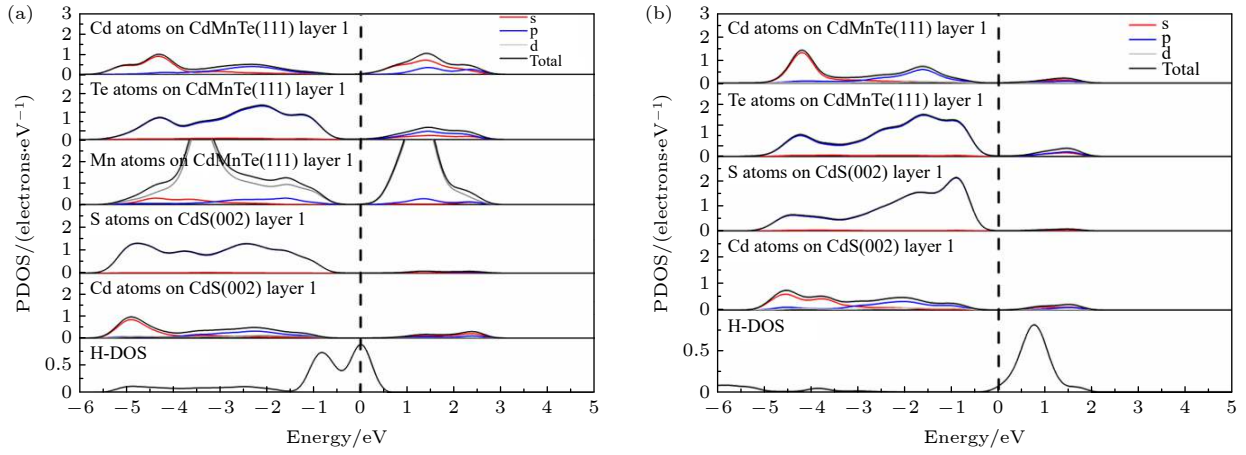 (a)
PDOS/(electrons·eV⁻¹)
3
2
1
0
2
1
0
2
1
0
2
1
0
2
1
0
0.5
0
Cd atoms on CdMnTe(111) layer 1
s
p
d
Total
Te atoms on CdMnTe(111) layer 1
Mn atoms on CdMnTe(111) layer 1
S atoms on CdS(002) layer 1
Cd atoms on CdS(002) layer 1
H-DOS
−6 −5 −4 −3 −2 −1 0 1 2 3 4 5
Energy/eV
(b)
PDOS/(electrons·eV⁻¹)
3
2
1
0
2
1
0
2
1
0
2
1
0
0.5
0
Cd atoms on CdMnTe(111) layer 1
s
p
d
Total
Te atoms on CdMnTe(111) layer 1
S atoms on CdS(002) layer 1
Cd atoms on CdS(002) layer 1
H-DOS
−6 −5 −4 −3 −2 −1 0 1 2 3 4 5
Energy/eV